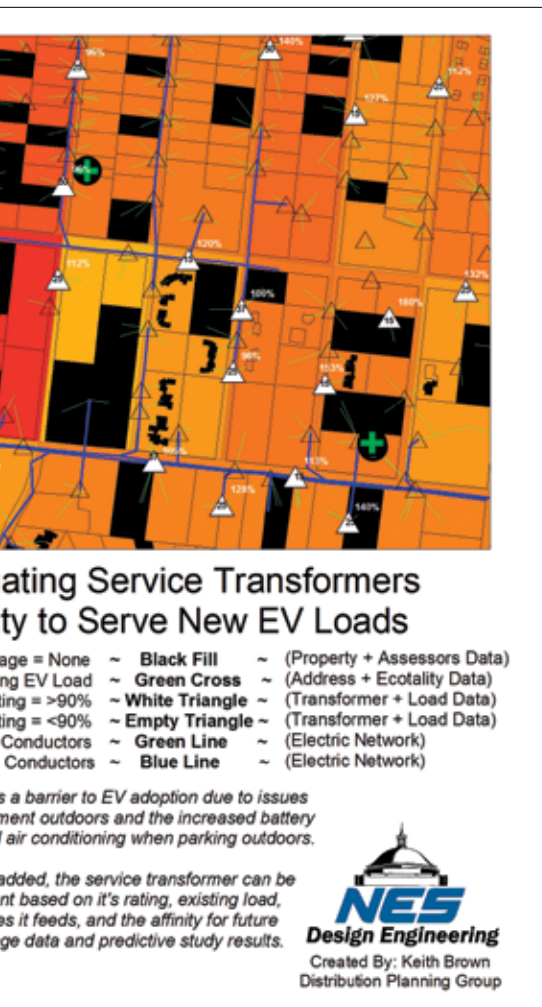 96%
140%
112%
127%
120%
112%
132%
100%
180%
96%
153%
113%
128%
140%
ating Service Transformers
ty to Serve New EV Loads
age = None ~ Black Fill ~ (Property + Assessors Data)
ng EV Load ~ Green Cross ~ (Address + Ecotality Data)
ting = >90% ~ White Triangle ~ (Transformer + Load Data)
ting = <90% ~ Empty Triangle ~ (Transformer + Load Data)
Conductors ~ Green Line ~ (Electric Network)
Conductors ~ Blue Line ~ (Electric Network)
s a barrier to EV adoption due to issues
ment outdoors and the increased battery
l air conditioning when parking outdoors.
added, the service transformer can be
nt based on it's rating, existing load,
es it feeds, and the affinity for future
ge data and predictive study results.
NES
Design Engineering
Created By: Keith Brown
Distribution Planning Group